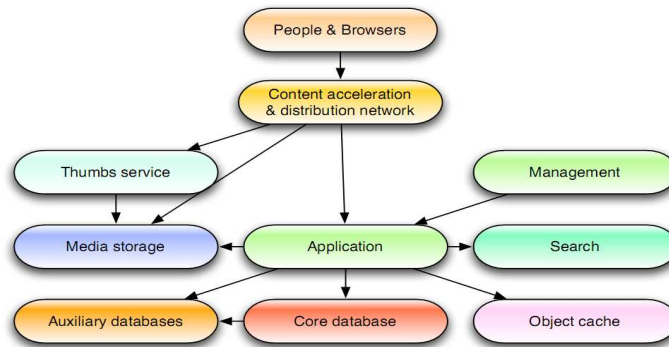 People & Browsers
Content acceleration
& distribution network
Thumbs service
Management
Media storage
Application
Search
Auxiliary databases
Core database
Object cache